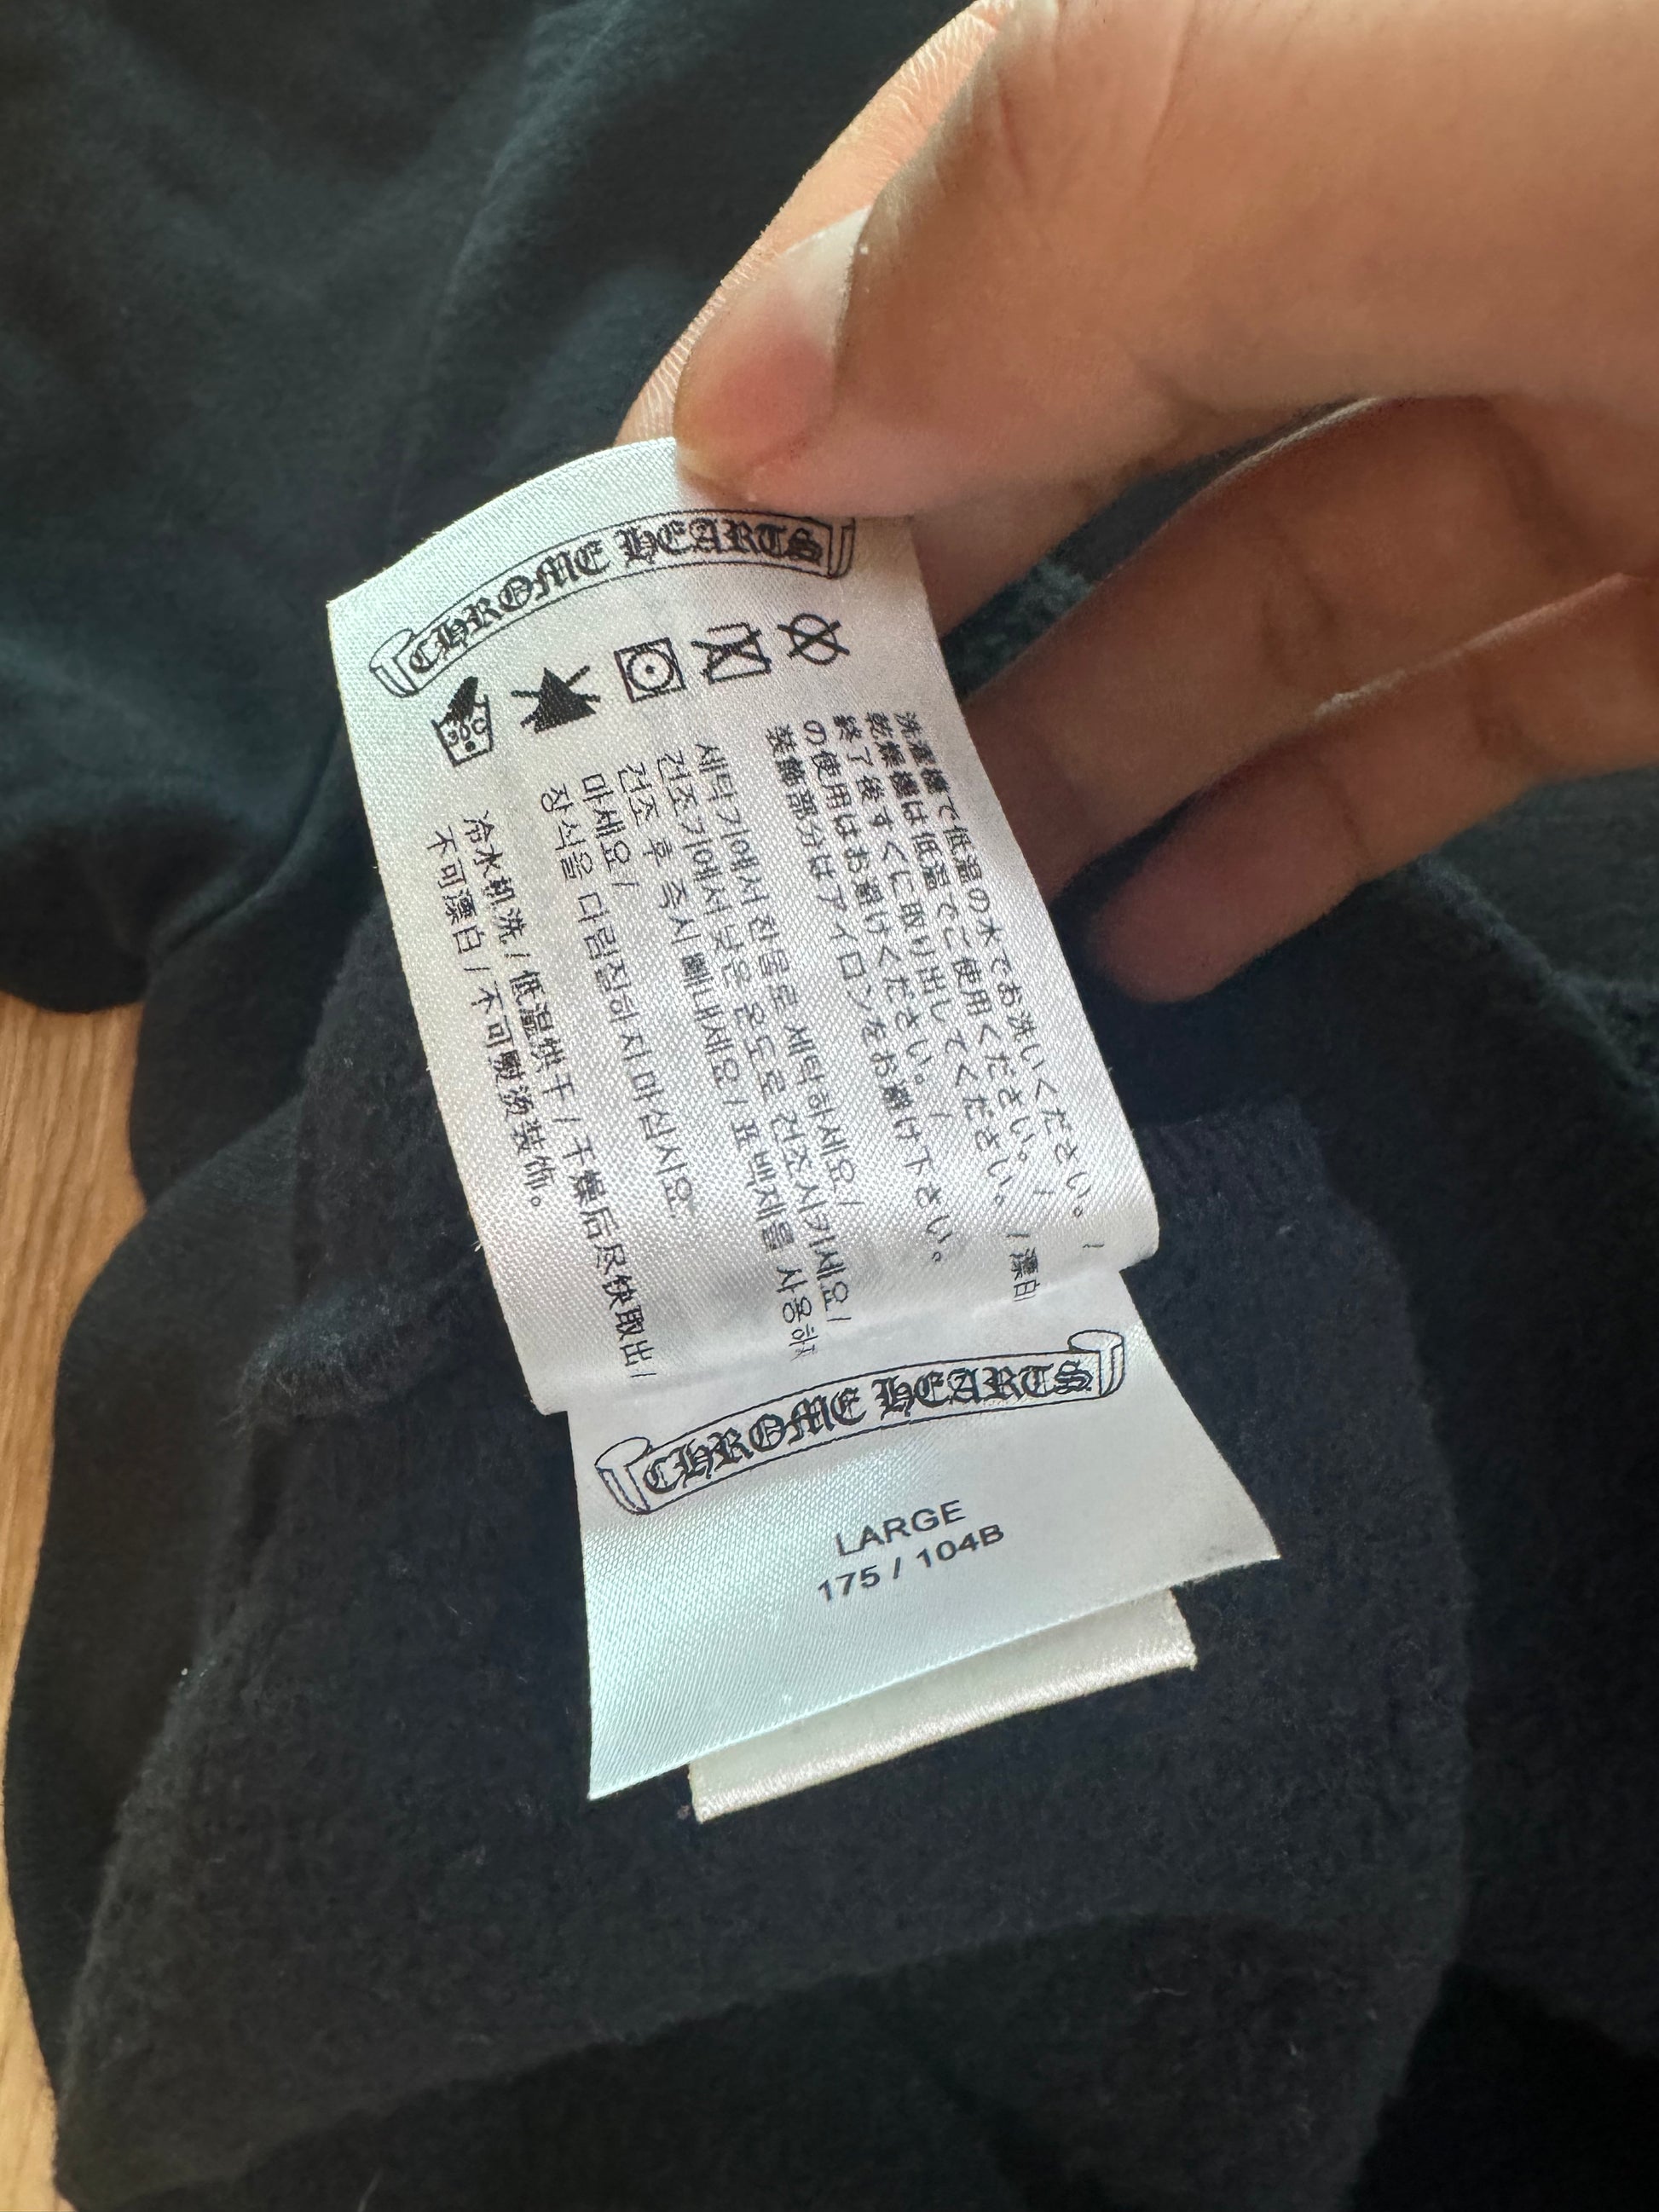 CHROME HEARTS
30C
洗濯機で低温の水でお洗いください。 /
乾燥機は低温でご使用ください。 / 漂白
終了後すぐに取り出してください。 /
の使用はお避けください。 /
装飾部分はアイロンをお避け下さい。
세탁기에서 찬물로 세탁하세요 /
건조기에서 낮은 온도로 건조시키세요 /
건조 후 즉시 빼내세요 / 표백제를 사용하지
마세요 /
장식을 다림질하지 마십시요.
冷水机洗 / 低温烘干 / 干燥后尽快取出 /
不可漂白 / 不可熨烫装饰。
CHROME HEARTS
LARGE
175 / 104B